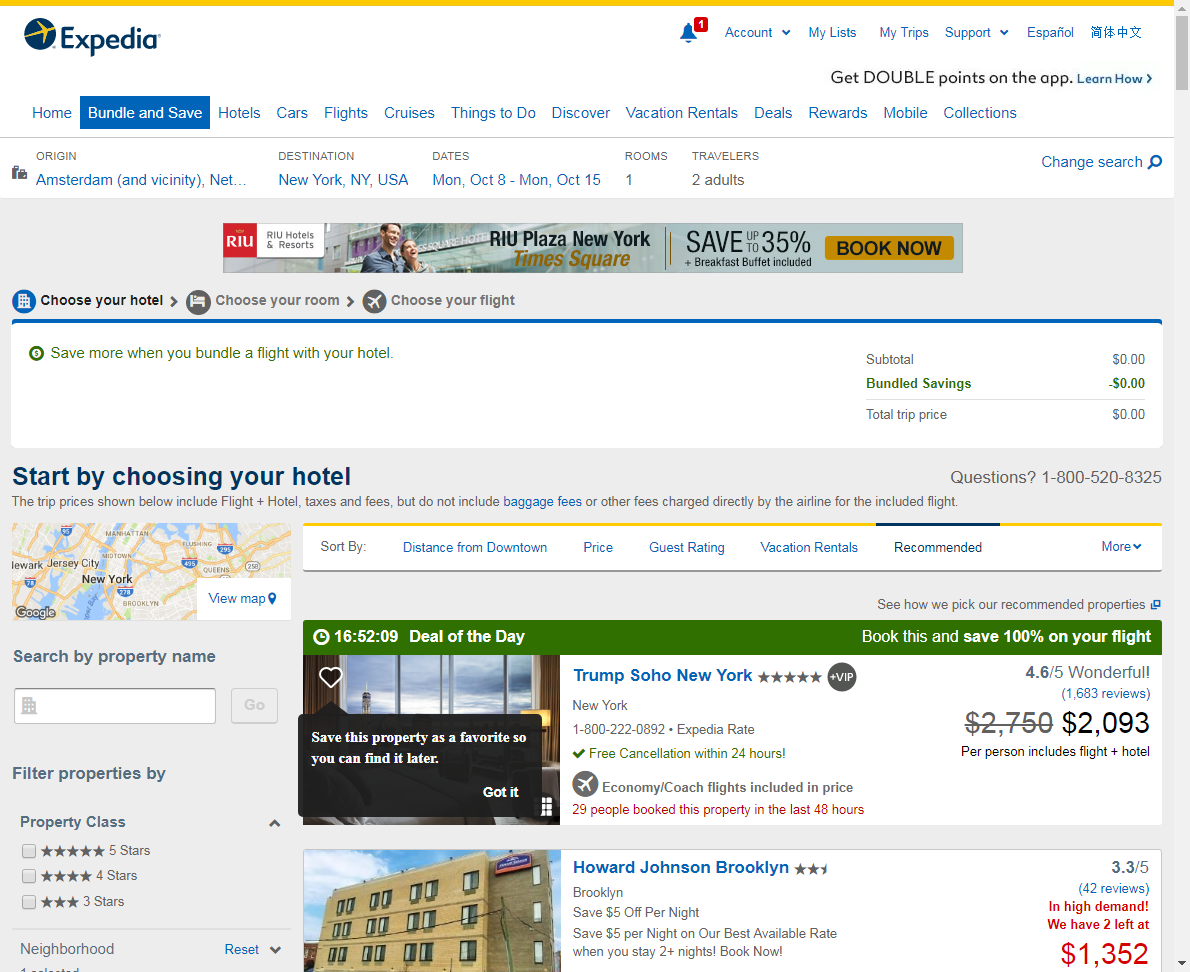 Expedia
1
Account
My Lists
My Trips
Support
Español
简体中文
Get DOUBLE points on the app. Learn How
Home
Bundle and Save
Hotels
Cars
Flights
Cruises
Things to Do
Discover
Vacation Rentals
Deals
Rewards
Mobile
Collections
ORIGIN
Amsterdam (and vicinity), Net...
DESTINATION
New York, NY, USA
DATES
Mon, Oct 8 - Mon, Oct 15
ROOMS
1
TRAVELERS
2 adults
Change search
RIU
RIU Hotels
& Resorts
RIU Plaza New York
Times Square
SAVE UP TO 35%
+ Breakfast Buffet included
BOOK NOW
Choose your hotel
Choose your room
Choose your flight
Save more when you bundle a flight with your hotel.
Subtotal $0.00
Bundled Savings -$0.00
Total trip price $0.00
Start by choosing your hotel
Questions? 1-800-520-8325
The trip prices shown below include Flight + Hotel, taxes and fees, but do not include baggage fees or other fees charged directly by the airline for the included flight.
MANHATTAN
FLUSHING
95
295
lewark
Jersey City
MIDTOWN
495
QUEENS
258
78
New York
278
BROOKLYN
Google
View map
Sort By:
Distance from Downtown
Price
Guest Rating
Vacation Rentals
Recommended
More
See how we pick our recommended properties
Search by property name
Go
Filter properties by
Property Class
5 Stars
4 Stars
3 Stars
Neighborhood
Reset
1 selected
16:52:09 Deal of the Day
Book this and save 100% on your flight
Save this property as a favorite so
you can find it later.
Got it
Trump Soho New York
+VIP
New York
1-800-222-0892 • Expedia Rate
Free Cancellation within 24 hours!
Economy/Coach flights included in price
29 people booked this property in the last 48 hours
4.6/5 Wonderful!
(1,683 reviews)
$2,750 $2,093
Per person includes flight + hotel
Howard Johnson Brooklyn
Brooklyn
Save $5 Off Per Night
Save $5 per Night on Our Best Available Rate
when you stay 2+ nights! Book Now!
3.3/5
(42 reviews)
In high demand!
We have 2 left at
$1,352